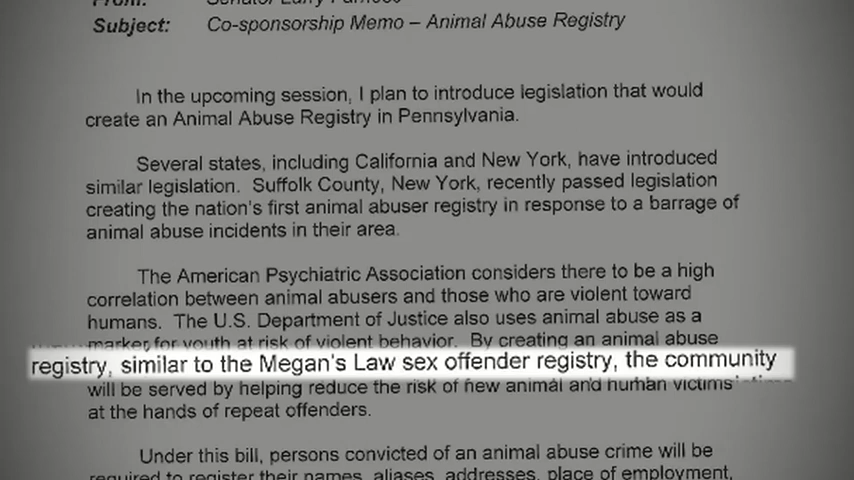 Subject: Co-sponsorship Memo – Animal Abuse Registry
In the upcoming session, I plan to introduce legislation that would
create an Animal Abuse Registry in Pennsylvania.
Several states, including California and New York, have introduced
similar legislation. Suffolk County, New York, recently passed legislation
creating the nation's first animal abuser registry in response to a barrage of
animal abuse incidents in their area.
The American Psychiatric Association considers there to be a high
correlation between animal abusers and those who are violent toward
humans. The U.S. Department of Justice also uses animal abuse as a
marker for youth at risk of violent behavior. By creating an animal abuse
registry, similar to the Megan's Law sex offender registry, the community
will be served by helping reduce the risk of new animal and human victims
at the hands of repeat offenders.
Under this bill, persons convicted of an animal abuse crime will be
required to register their names, aliases, addresses, place of employment,